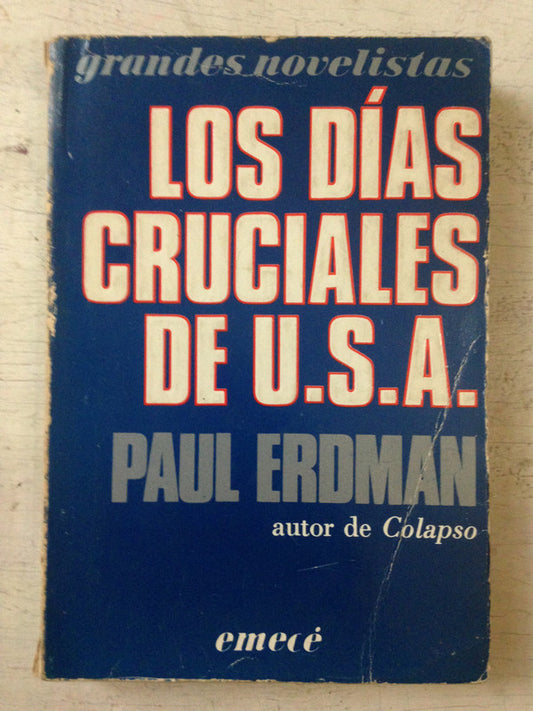 grandes novelistas
LOS DÍAS
CRUCIALES
DE U.S.A.
PAUL ERDMAN
autor de Colapso
emecé